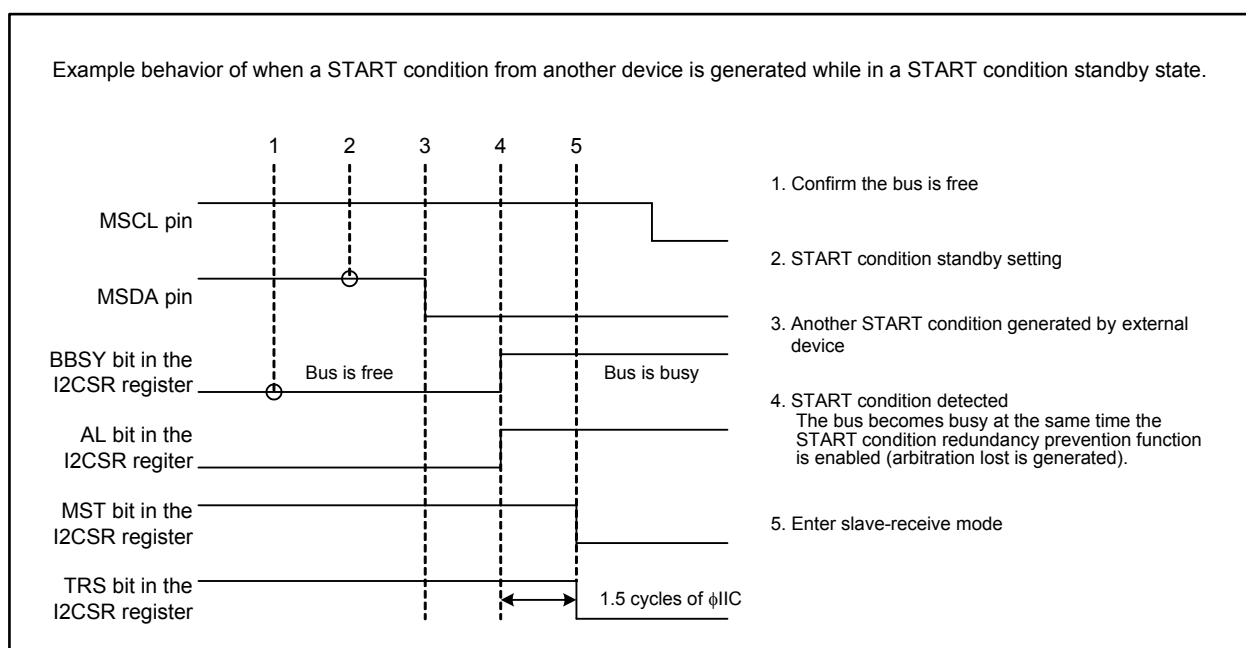 Example behavior of when a START condition from another device is generated while in a START condition standby state.
1 2 3 4 5
MSCL pin
MSDA pin
BBSY bit in the
I2CSR register
Bus is free
Bus is busy
AL bit in the
I2CSR regiter
MST bit in the
I2CSR register
TRS bit in the
I2CSR register
1.5 cycles of ϕIIC
1. Confirm the bus is free
2. START condition standby setting
3. Another START condition generated by external
device
4. START condition detected
The bus becomes busy at the same time the
START condition redundancy prevention function
is enabled (arbitration lost is generated).
5. Enter slave-receive mode